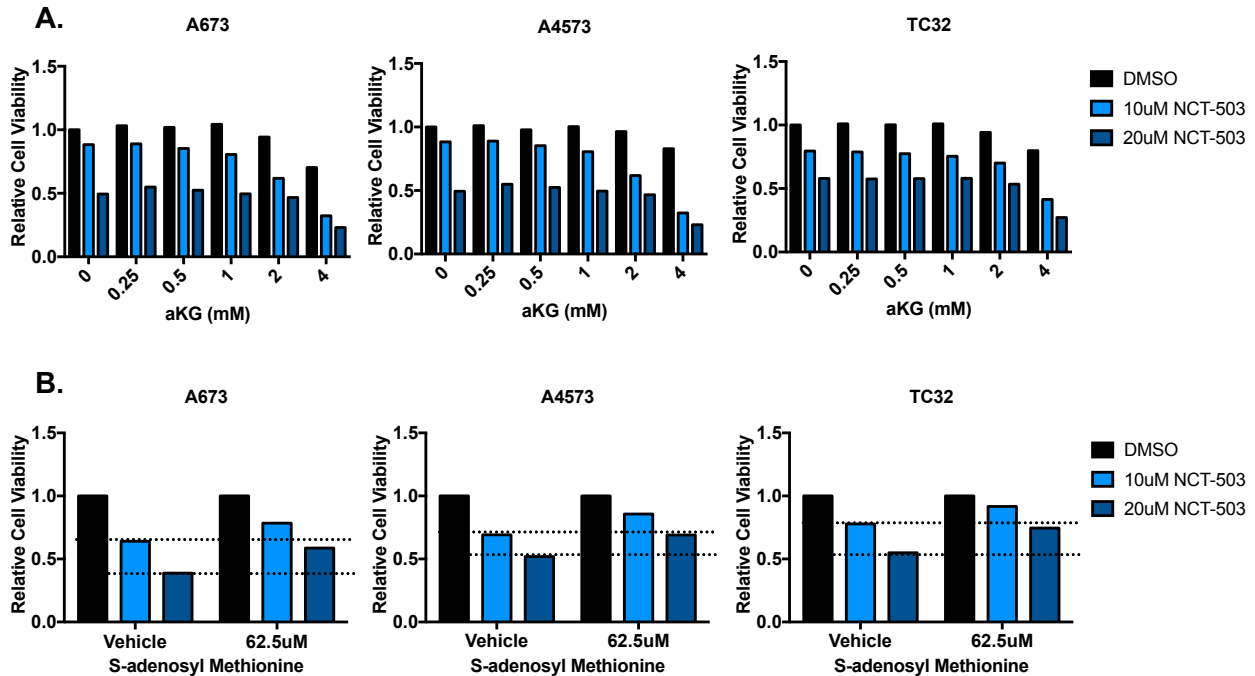 A.
A673
A4573
TC32
Relative Cell Viability
1.5
1.0
0.5
0.0
0
0.25
0.5
1
2
4
aKG (mM)
Relative Cell Viability
1.5
1.0
0.5
0.0
0
0.25
0.5
1
2
4
aKG (mM)
Relative Cell Viability
1.5
1.0
0.5
0.0
0
0.25
0.5
1
2
4
aKG (mM)
DMSO
10uM NCT-503
20uM NCT-503
B.
A673
A4573
TC32
Relative Cell Viability
1.5
1.0
0.5
0.0
Vehicle
62.5uM
S-adenosyl Methionine
Relative Cell Viability
1.5
1.0
0.5
0.0
Vehicle
62.5uM
S-adenosyl Methionine
Relative Cell Viability
1.5
1.0
0.5
0.0
Vehicle
62.5uM
S-adenosyl Methionine
DMSO
10uM NCT-503
20uM NCT-503